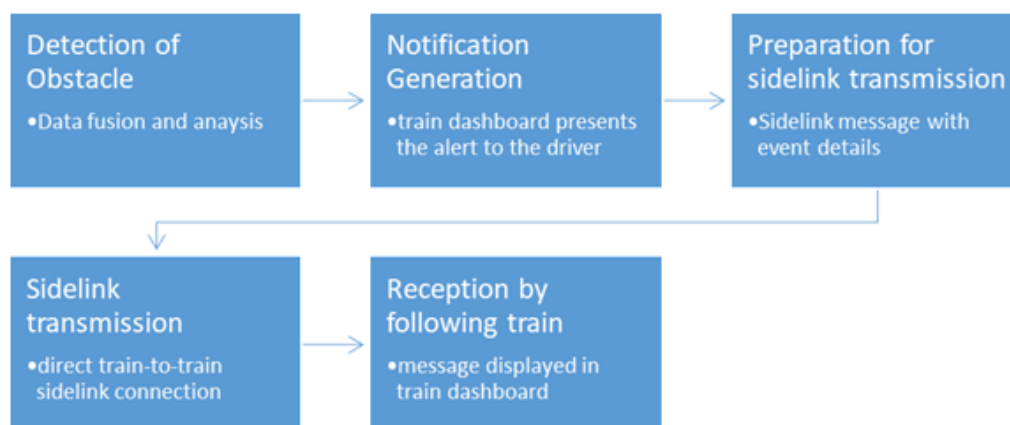 Detection of
Obstacle
•Data fusion and anaysis
Notification
Generation
•train dashboard presents
the alert to the driver
Preparation for
sidelink transmission
•Sidelink message with
event details
Sidelink
transmission
•direct train-to-train
sidelink connection
Reception by
following train
•message displayed in
train dashboard